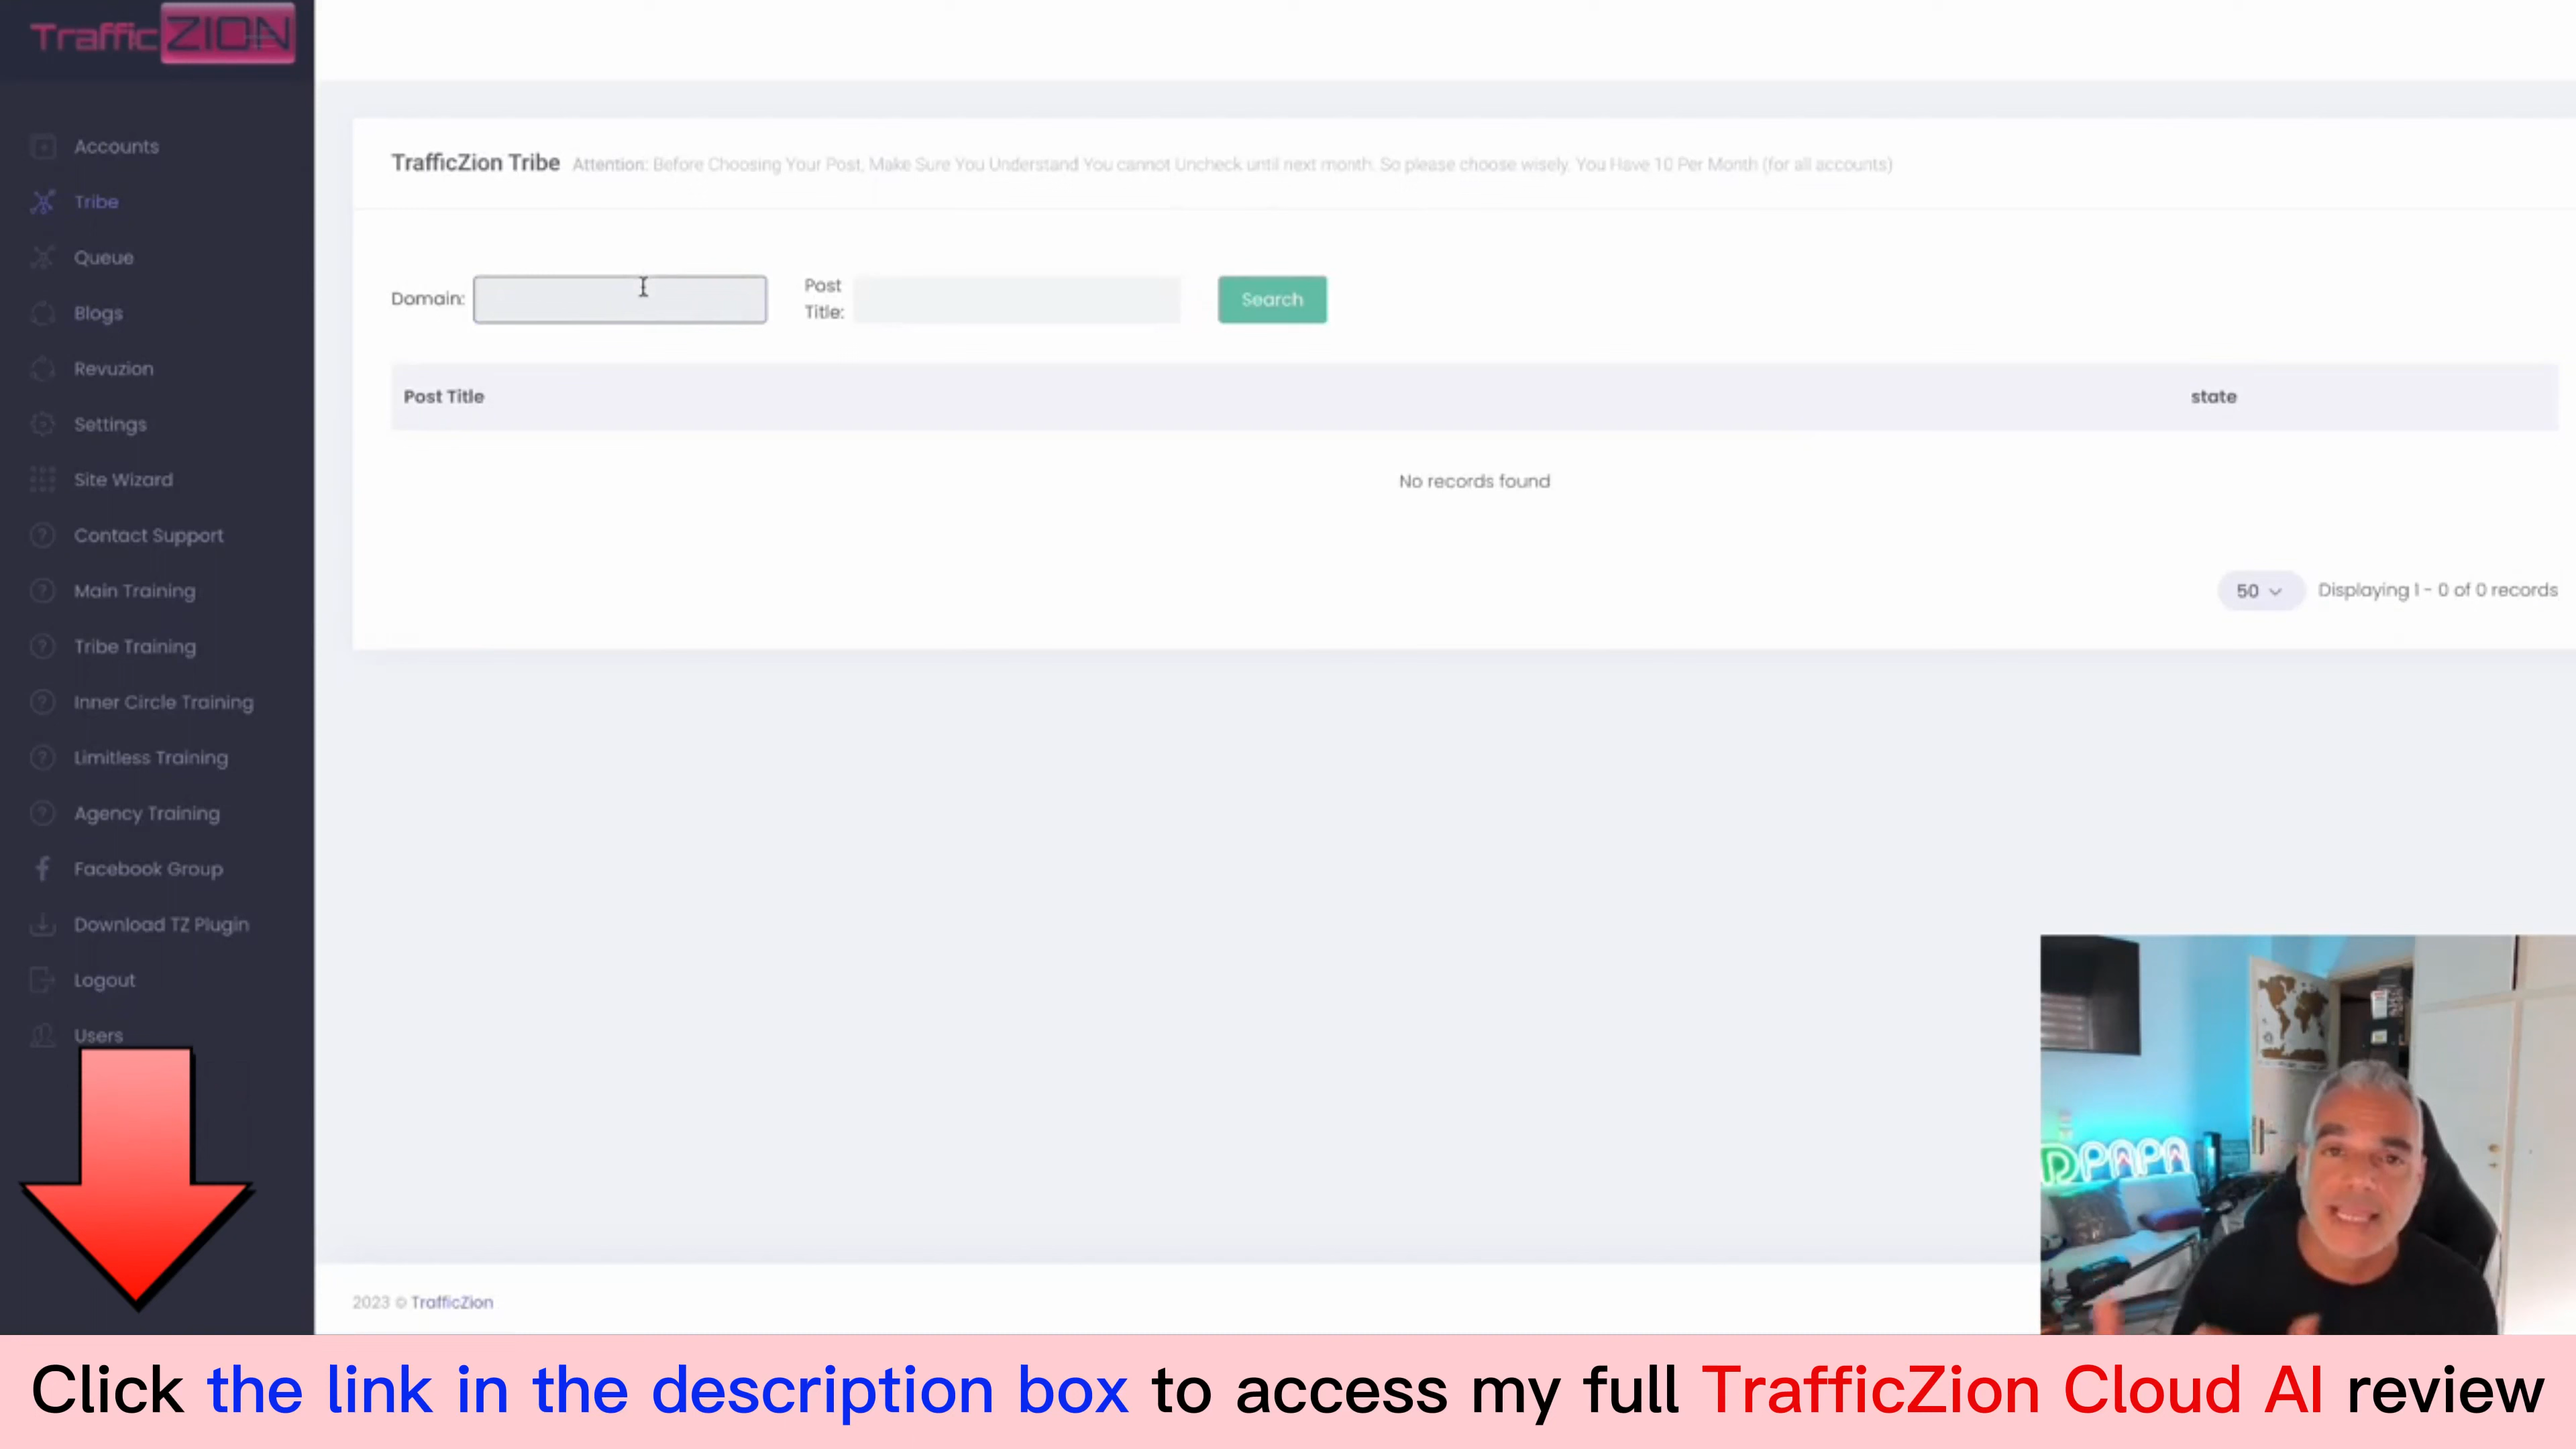 TrafficZION
Accounts
Tribe
Queue
Blogs
Revuzion
Settings
Site Wizard
Contact Support
Main Training
Tribe Training
Inner Circle Training
Limitless Training
Agency Training
Facebook Group
Download TZ Plugin
Logout
Users
TrafficZion Tribe Attention: Before Choosing Your Post, Make Sure You Understand You cannot Uncheck until next month. So please choose wisely. You Have 10 Per Month (for all accounts)
Domain:
Post
Title:
Search
Post Title state
No records found
50 Displaying 1 - 0 of 0 records
DPAPA
2023 © TrafficZion
Click the link in the description box to access my full TrafficZion Cloud AI review